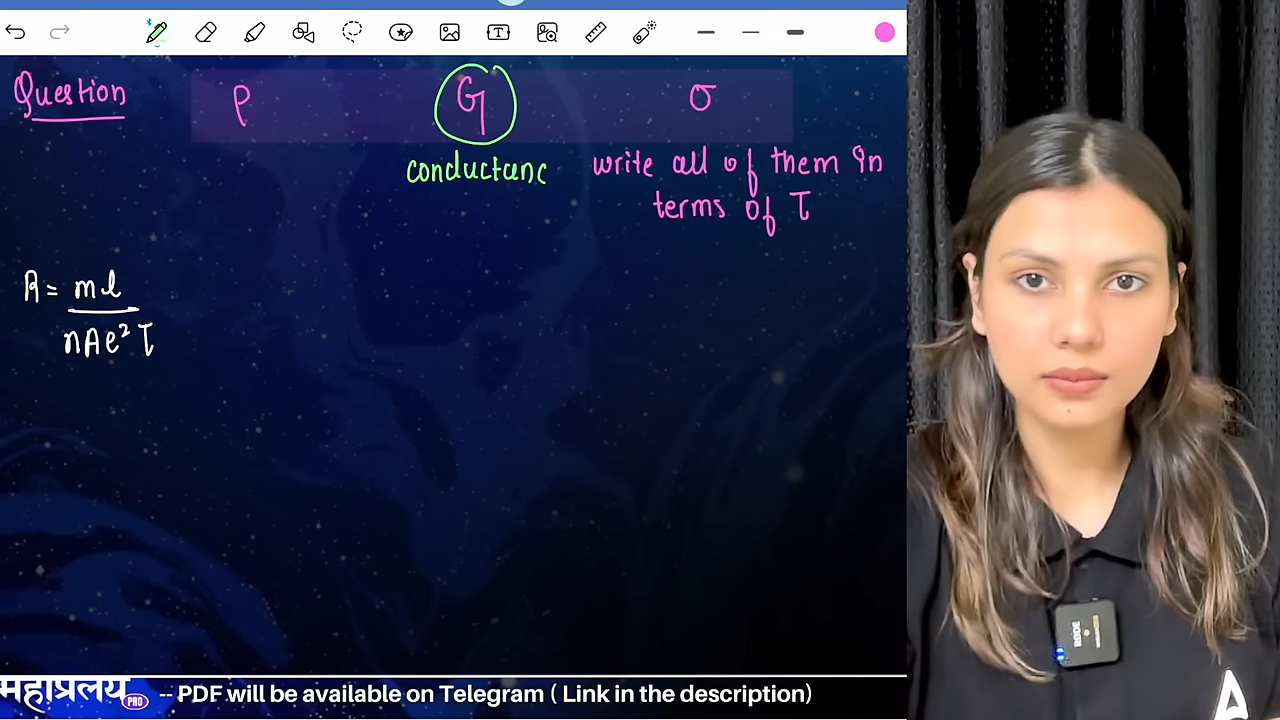 Question ρ G σ
conductanc write all of them in
terms of τ
R = ml
nAe² τ
महाप्रलय PRO -- PDF will be available on Telegram ( Link in the description)
RODE